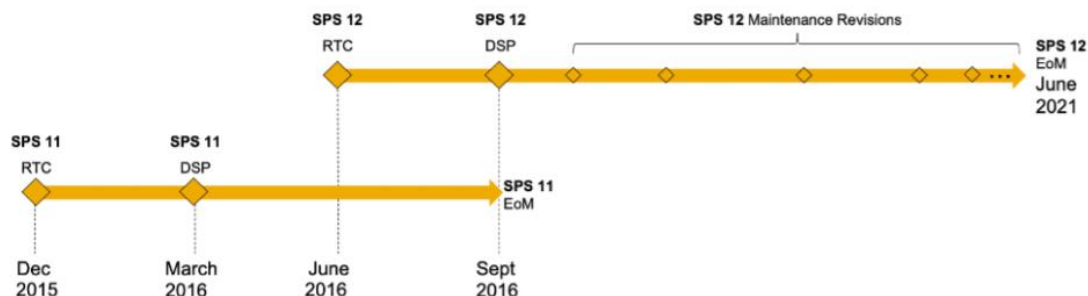 SPS 12
RTC
SPS 12
DSP
SPS 12 Maintenance Revisions
SPS 12
EoM
June
2021
...
SPS 11
RTC
SPS 11
DSP
SPS 11
EoM
Dec
2015
March
2016
June
2016
Sept
2016